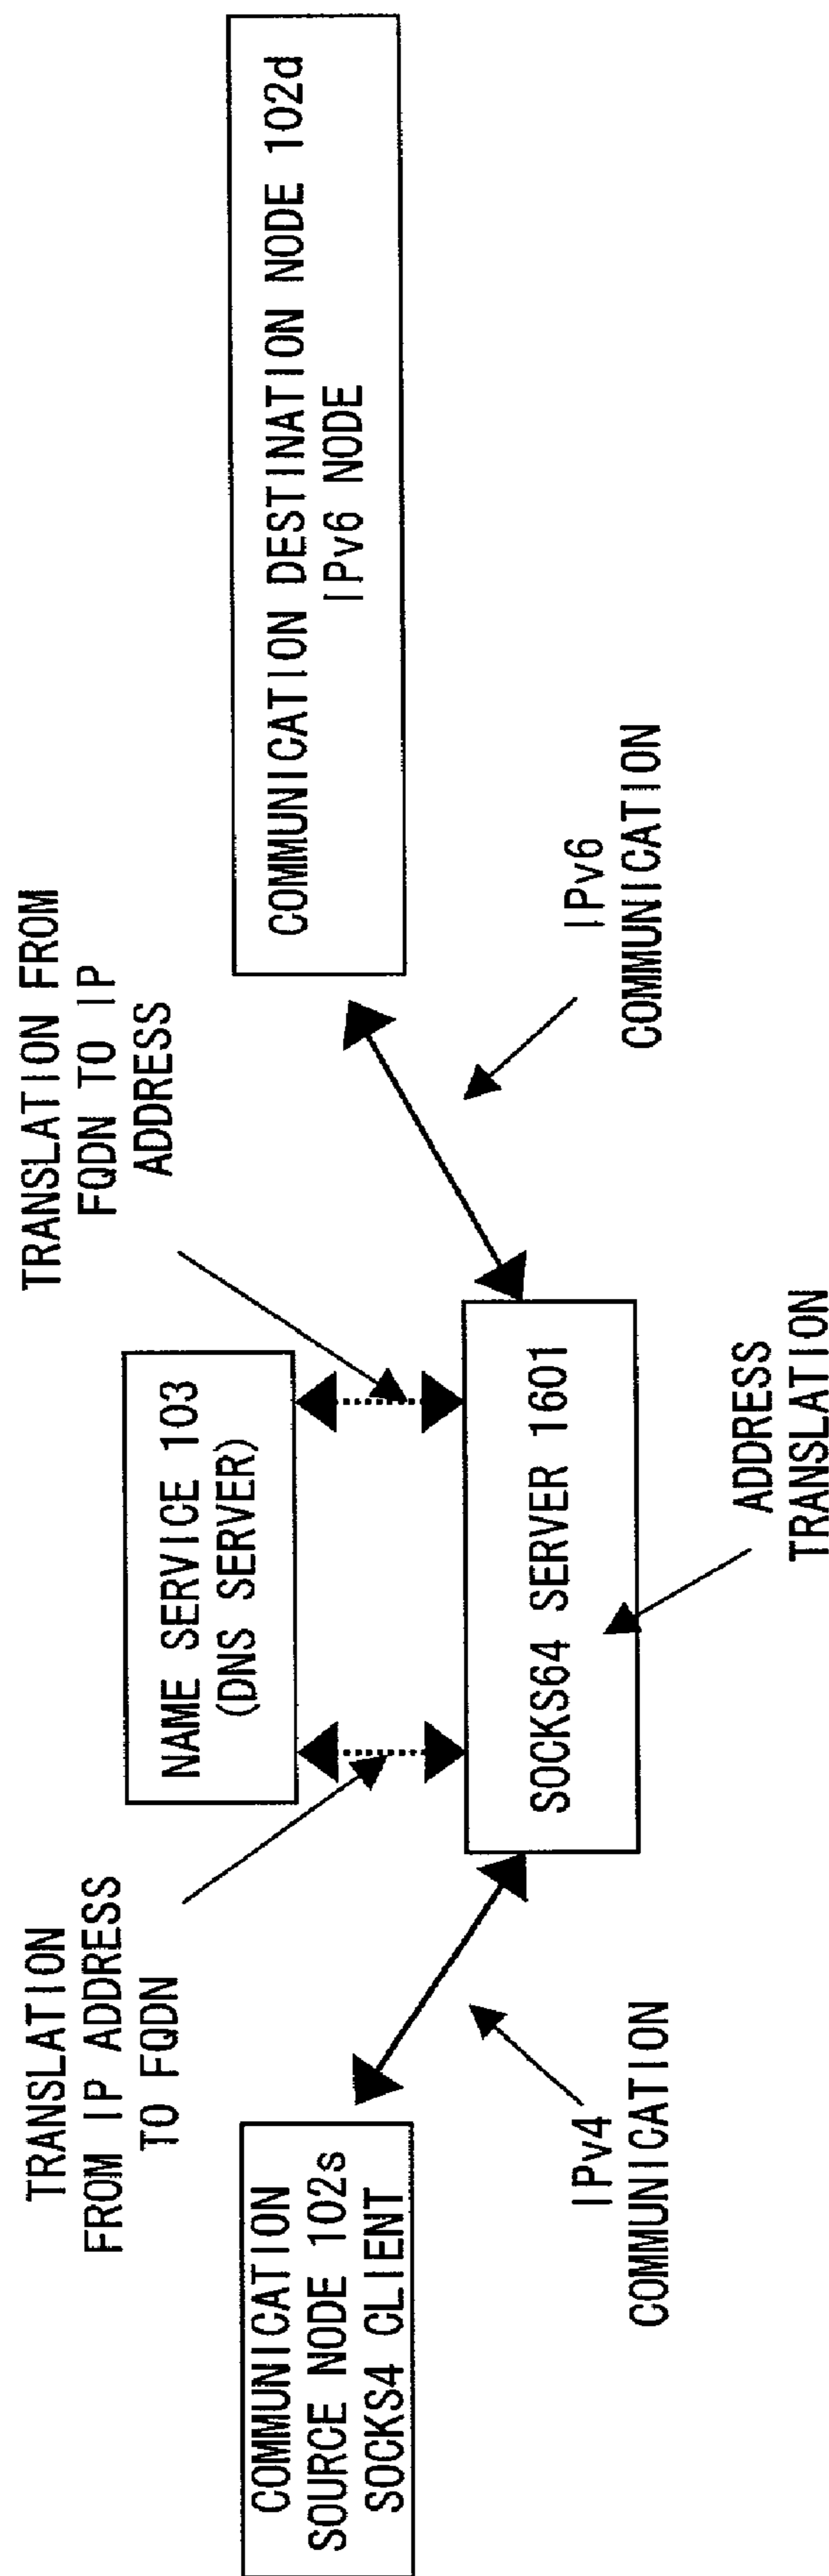 TRANSLATION
FROM IP ADDRESS
TO FQDN
TRANSLATION FROM
FQDN TO IP
ADDRESS
NAME SERVICE 103
(DNS SERVER)
COMMUNICATION
SOURCE NODE 102s
SOCKS4 CLIENT
COMMUNICATION DESTINATION NODE 102d
IPv6 NODE
SOCKS64 SERVER 1601
IPv4
COMMUNICATION
IPv6
COMMUNICATION
ADDRESS
TRANSLATION